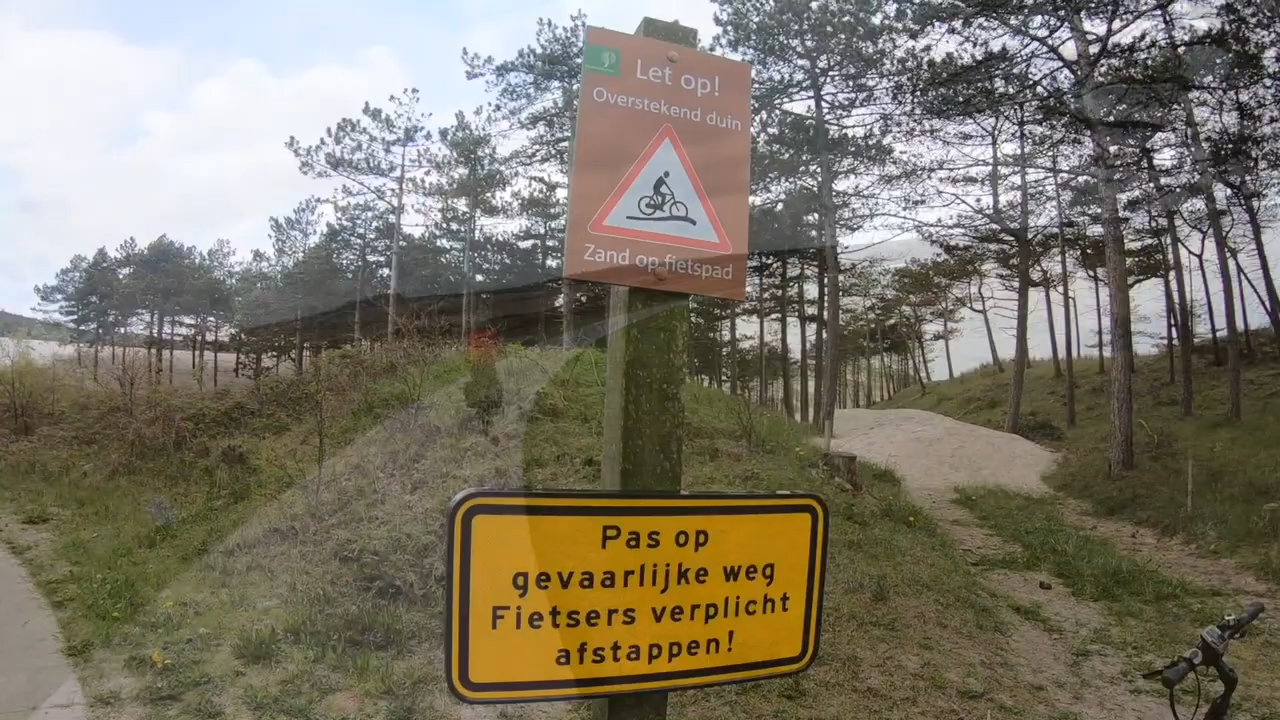 Let op!
Overstekend duin
Zand op fietspad
Pas op
gevaarlijke weg
Fietsers verplicht
afstappen!